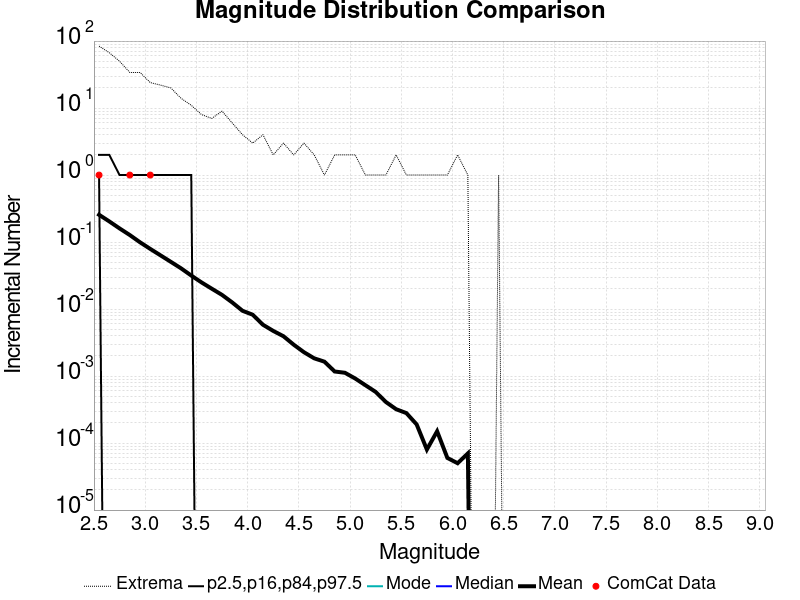 Magnitude Distribution Comparison
10^2
10^1
10^0
10^-1
10^-2
10^-3
10^-4
10^-5
Incremental Number
2.5 3.0 3.5 4.0 4.5 5.0 5.5 6.0 6.5 7.0 7.5 8.0 8.5 9.0
Magnitude
Extrema p2.5,p16,p84,p97.5 Mode Median Mean ComCat Data